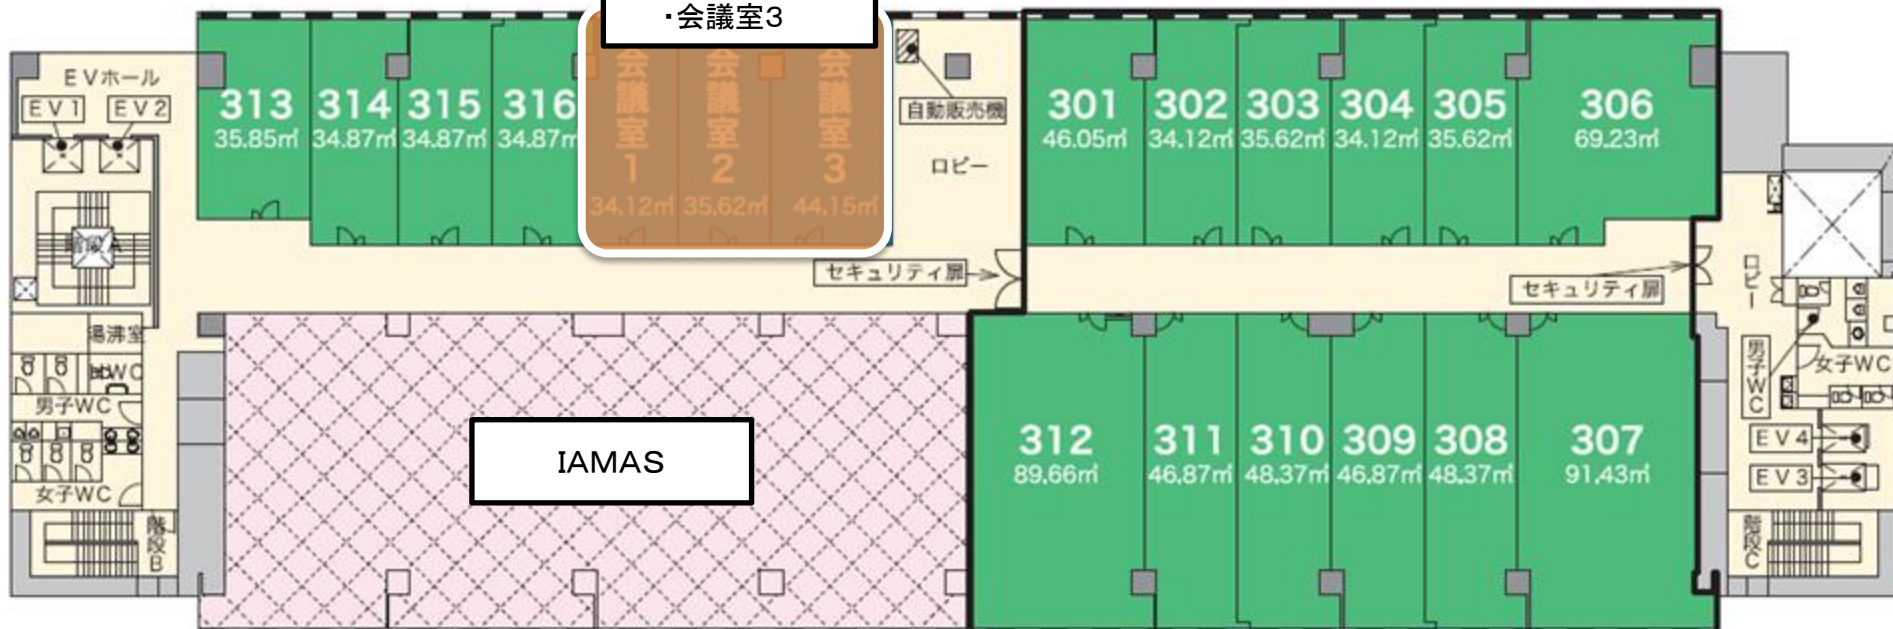 ・会議室3
EVホール
EV1
EV2
313
35.85㎡
314
34.87㎡
315
34.87㎡
316
34.87㎡
会議室1
34.12㎡
会議室2
35.62㎡
会議室3
44.15㎡
自動販売機
ロビー
301
46.05㎡
302
34.12㎡
303
35.62㎡
304
34.12㎡
305
35.62㎡
306
69.23㎡
階段A
セキュリティ扉
セキュリティ扉
ロビー
湯沸室
男子WC
女子WC
階段B
IAMAS
312
89.66㎡
311
46.87㎡
310
48.37㎡
309
46.87㎡
308
48.37㎡
307
91.43㎡
男子WC
女子WC
EV4
EV3
階段C